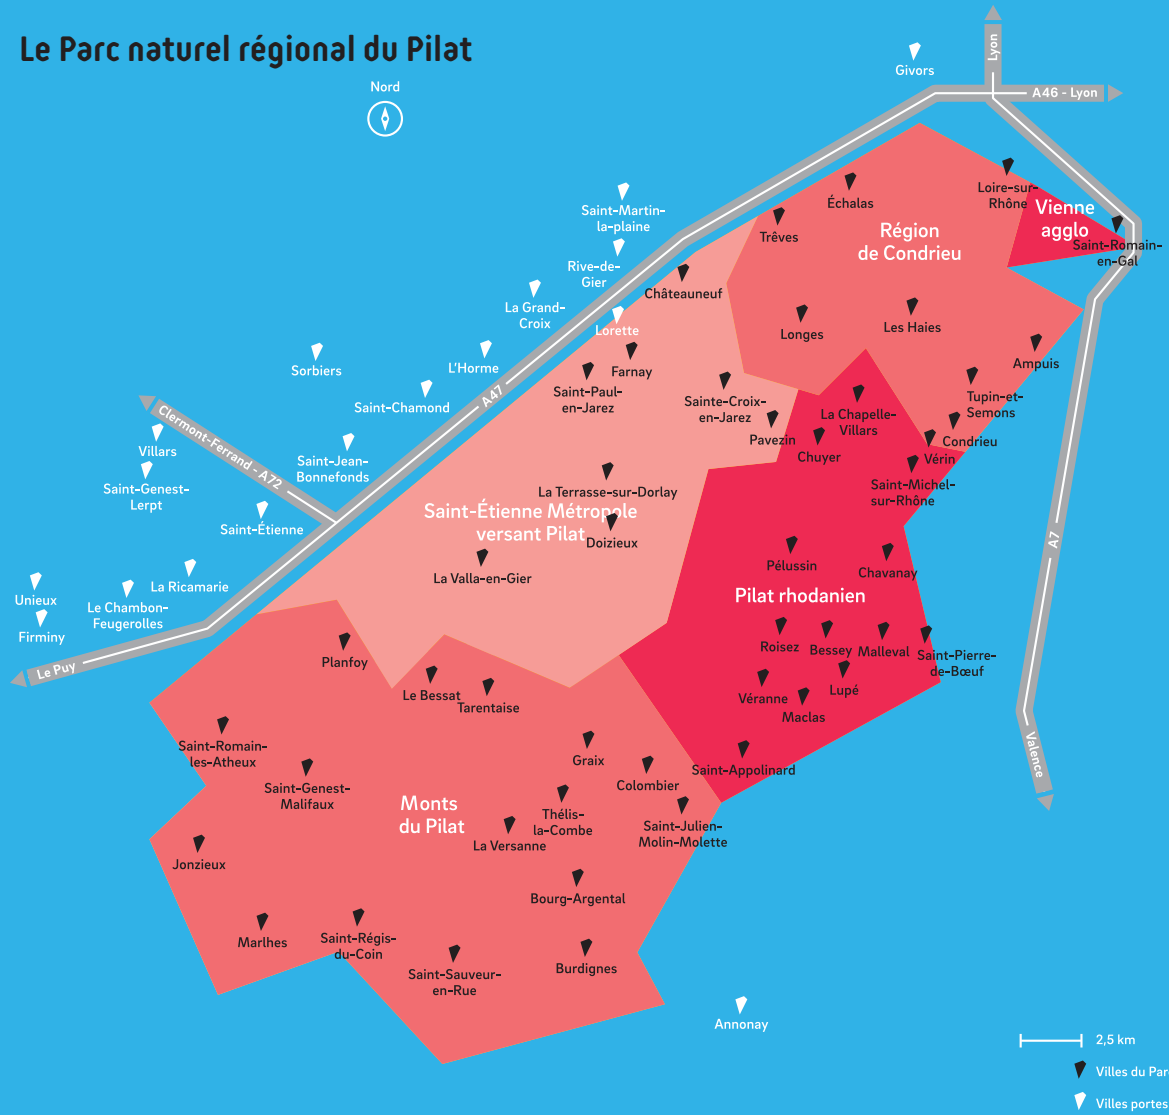 Le Parc naturel régional du Pilat
Nord
Givors
Lyon
A46 - Lyon
Saint-Martin-
la-plaine
Rive-de-
Gier
La Grand-
Croix
Lorette
L'Horme
Sorbiers
Saint-Chamond
A47
Clermont-Ferrand - A72
Villars
Saint-Genest-
Lerpt
Saint-Jean-
Bonnefonds
Saint-Étienne
La Ricamarie
Unieux
Firminy
Le Chambon-
Feugerolles
Le Puy
Échalas
Trêves
Loire-sur-
Rhône
Vienne
agglo
Saint-Romain-
en-Gal
Région
de Condrieu
Châteauneuf
Longes
Les Haies
Ampuis
Tupin-et-
Semons
Condrieu
Farnay
Saint-Paul-
en-Jarez
Sainte-Croix-
en-Jarez
Pavezin
La Chapelle-
Villars
Chuyer
Vérin
Saint-Michel-
sur-Rhône
La Terrasse-sur-Dorlay
Saint-Étienne Métropole
versant Pilat
Doizieux
La Valla-en-Gier
Pélussin
Chavanay
A7
Pilat rhodanien
Roisez
Bessey
Malleval
Saint-Pierre-
de-Bœuf
Véranne
Lupé
Maclas
Saint-Appolinard
Valence
Planfoy
Le Bessat
Tarentaise
Saint-Romain-
les-Atheux
Saint-Genest-
Malifaux
Graix
Colombier
Monts
du Pilat
Thélis-
la-Combe
La Versanne
Saint-Julien-
Molin-Molette
Jonzieux
Bourg-Argental
Marlhes
Saint-Régis-
du-Coin
Saint-Sauveur-
en-Rue
Burdignes
Annonay
2,5 km
Villes du Par
Villes portes